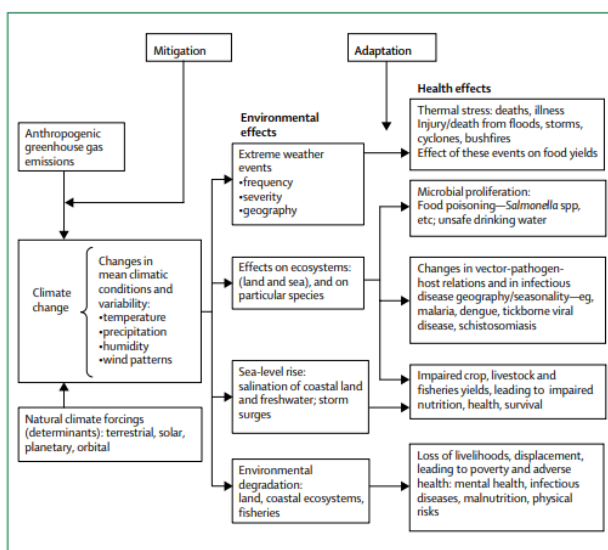 Mitigation
Adaptation
Anthropogenic
greenhouse gas
emissions
Climate
change
Changes in
mean climatic
conditions and
variability:
•temperature
•precipitation
•humidity
•wind patterns
Natural climate forcings
(determinants): terrestrial, solar,
planetary, orbital
Environmental
effects
Extreme weather
events
•frequency
•severity
•geography
Effects on ecosystems:
(land and sea), and on
particular species
Sea-level rise:
salination of coastal land
and freshwater; storm
surges
Environmental
degradation:
land, coastal ecosystems,
fisheries
Health effects
Thermal stress: deaths, illness
Injury/death from floods, storms,
cyclones, bushfires
Effect of these events on food yields
Microbial proliferation:
Food poisoning—Salmonella spp,
etc; unsafe drinking water
Changes in vector-pathogen-
host relations and in infectious
disease geography/seasonality—eg,
malaria, dengue, tickborne viral
disease, schistosomiasis
Impaired crop, livestock and
fisheries yields, leading to impaired
nutrition, health, survival
Loss of livelihoods, displacement,
leading to poverty and adverse
health: mental health, infectious
diseases, malnutrition, physical
risks